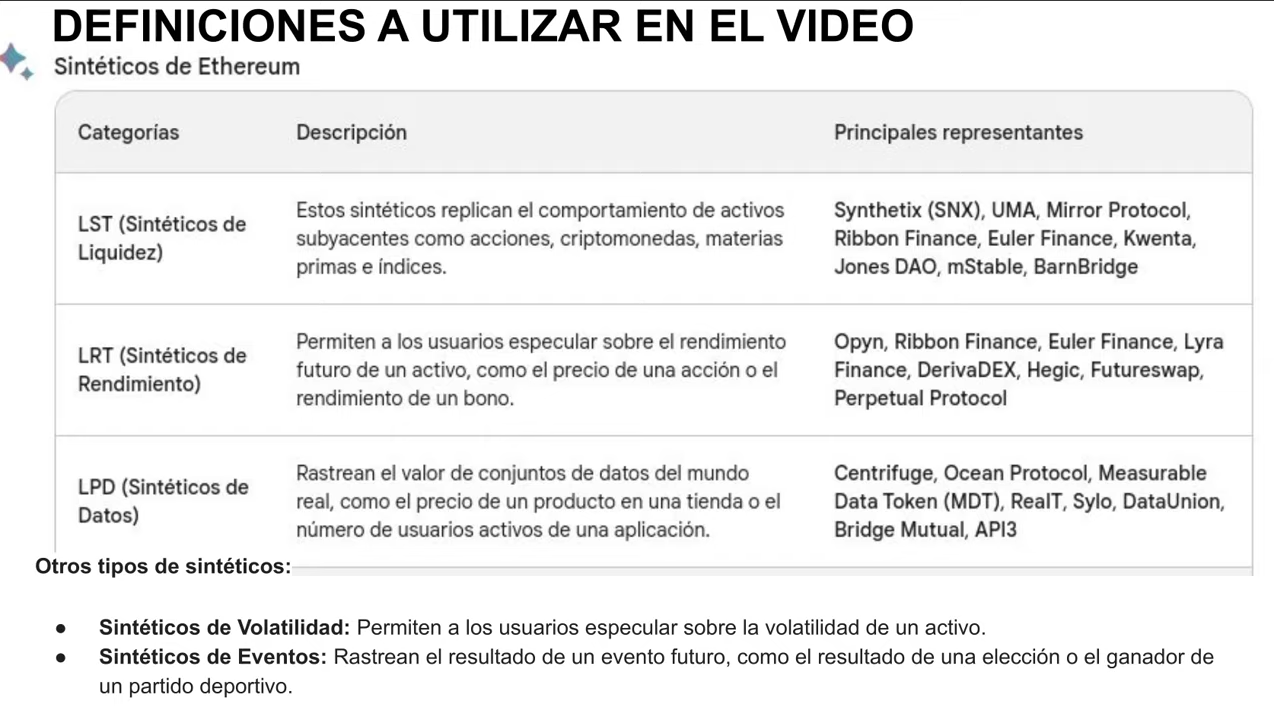 DEFINICIONES A UTILIZAR EN EL VIDEO
Sintéticos de Ethereum
Categorías
Descripción
Principales representantes
LST (Sintéticos de
Liquidez)
Estos sintéticos replican el comportamiento de activos
subyacentes como acciones, criptomonedas, materias
primas e índices.
Synthetix (SNX), UMA, Mirror Protocol,
Ribbon Finance, Euler Finance, Kwenta,
Jones DAO, mStable, BarnBridge
LRT (Sintéticos de
Rendimiento)
Permiten a los usuarios especular sobre el rendimiento
futuro de un activo, como el precio de una acción o el
rendimiento de un bono.
Opyn, Ribbon Finance, Euler Finance, Lyra
Finance, DerivaDEX, Hegic, Futureswap,
Perpetual Protocol
LPD (Sintéticos de
Datos)
Rastrean el valor de conjuntos de datos del mundo
real, como el precio de un producto en una tienda o el
número de usuarios activos de una aplicación.
Centrifuge, Ocean Protocol, Measurable
Data Token (MDT), RealT, Sylo, DataUnion,
Bridge Mutual, API3
Otros tipos de sintéticos:
● Sintéticos de Volatilidad: Permiten a los usuarios especular sobre la volatilidad de un activo.
● Sintéticos de Eventos: Rastrean el resultado de un evento futuro, como el resultado de una elección o el ganador de
un partido deportivo.